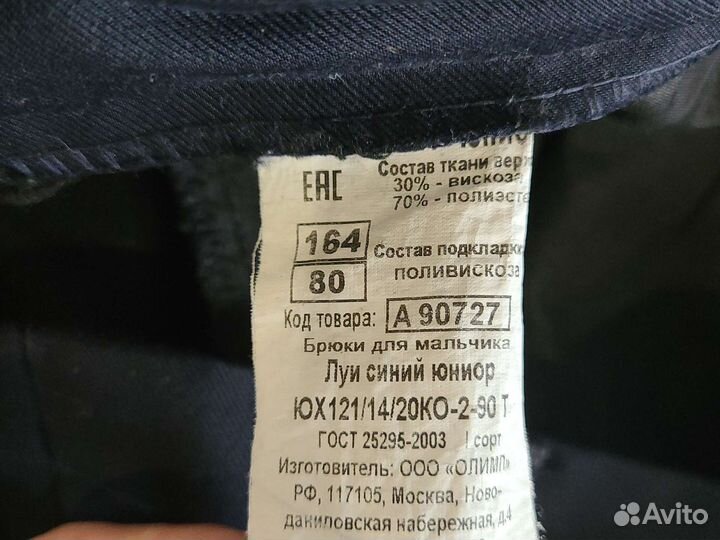 EAC
Состав ткани верх
30% - вискоза
70% - полиэсте
164
80
Состав подкладк
поливискоза
Код товара: А 90727
Брюки для мальчика
Луи синий юниор
ЮХ121/14/20КО-2-90 Т
ГОСТ 25295-2003 I сорт
Изготовитель: ООО «ОЛИМП»
РФ, 117105, Москва, Ново-
даниловская набережная, д.4
Avito